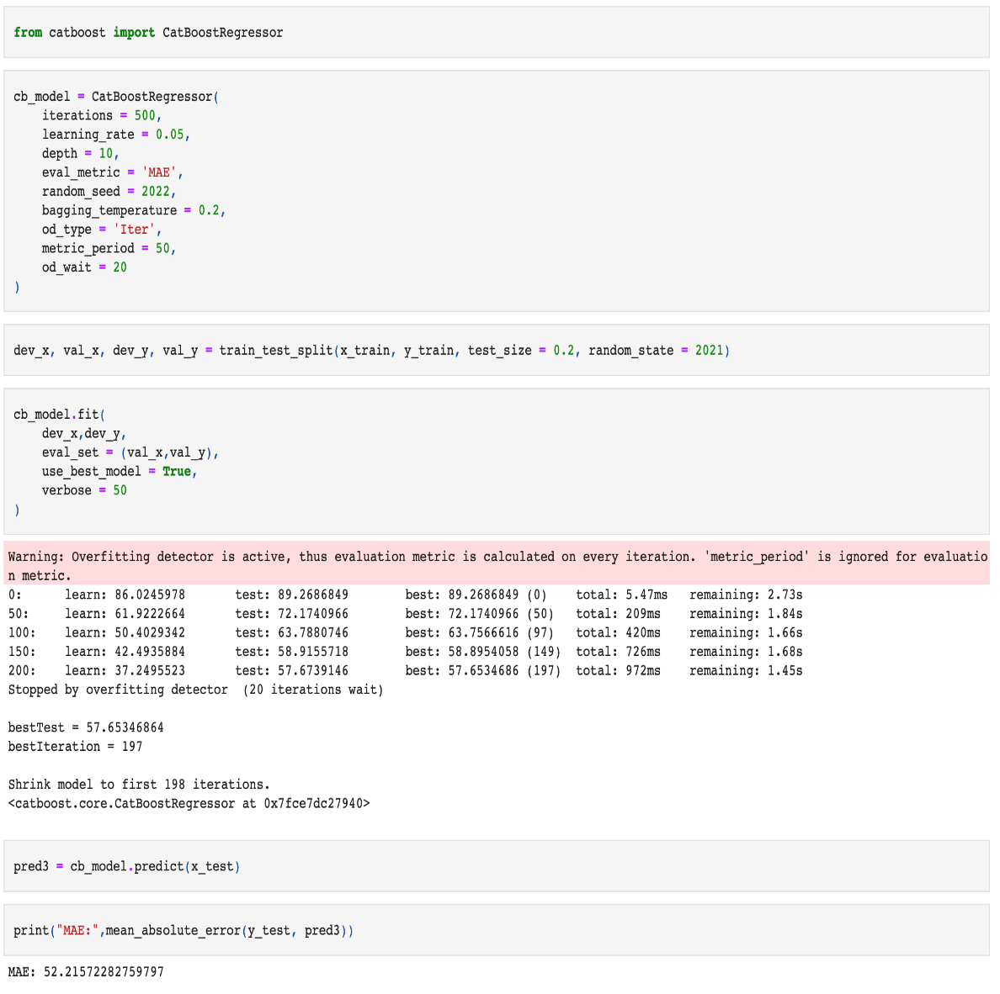 from catboost import CatBoostRegressor
cb_model = CatBoostRegressor(
    iterations = 500,
    learning_rate = 0.05,
    depth = 10,
    eval_metric = 'MAE',
    random_seed = 2022,
    bagging_temperature = 0.2,
    od_type = 'Iter',
    metric_period = 50,
    od_wait = 20
)
dev_x, val_x, dev_y, val_y = train_test_split(x_train, y_train, test_size = 0.2, random_state = 2021)
cb_model.fit(
    dev_x,dev_y,
    eval_set = (val_x,val_y),
    use_best_model = True,
    verbose = 50
)
Warning: Overfitting detector is active, thus evaluation metric is calculated on every iteration. 'metric_period' is ignored for evaluatio
n metric.
0:      learn: 86.0245978       test: 89.2686849        best: 89.2686849 (0)    total: 5.47ms   remaining: 2.73s
50:     learn: 61.9222664       test: 72.1740966        best: 72.1740966 (50)   total: 209ms    remaining: 1.84s
100:    learn: 50.4029342       test: 63.7880746        best: 63.7566616 (97)   total: 420ms    remaining: 1.66s
150:    learn: 42.4935884       test: 58.9155718        best: 58.8954058 (149)  total: 726ms    remaining: 1.68s
200:    learn: 37.2495523       test: 57.6739146        best: 57.6534686 (197)  total: 972ms    remaining: 1.45s
Stopped by overfitting detector  (20 iterations wait)
bestTest = 57.65346864
bestIteration = 197
Shrink model to first 198 iterations.
<catboost.core.CatBoostRegressor at 0x7fce7dc27940>
pred3 = cb_model.predict(x_test)
print("MAE:",mean_absolute_error(y_test, pred3))
MAE: 52.21572282759797